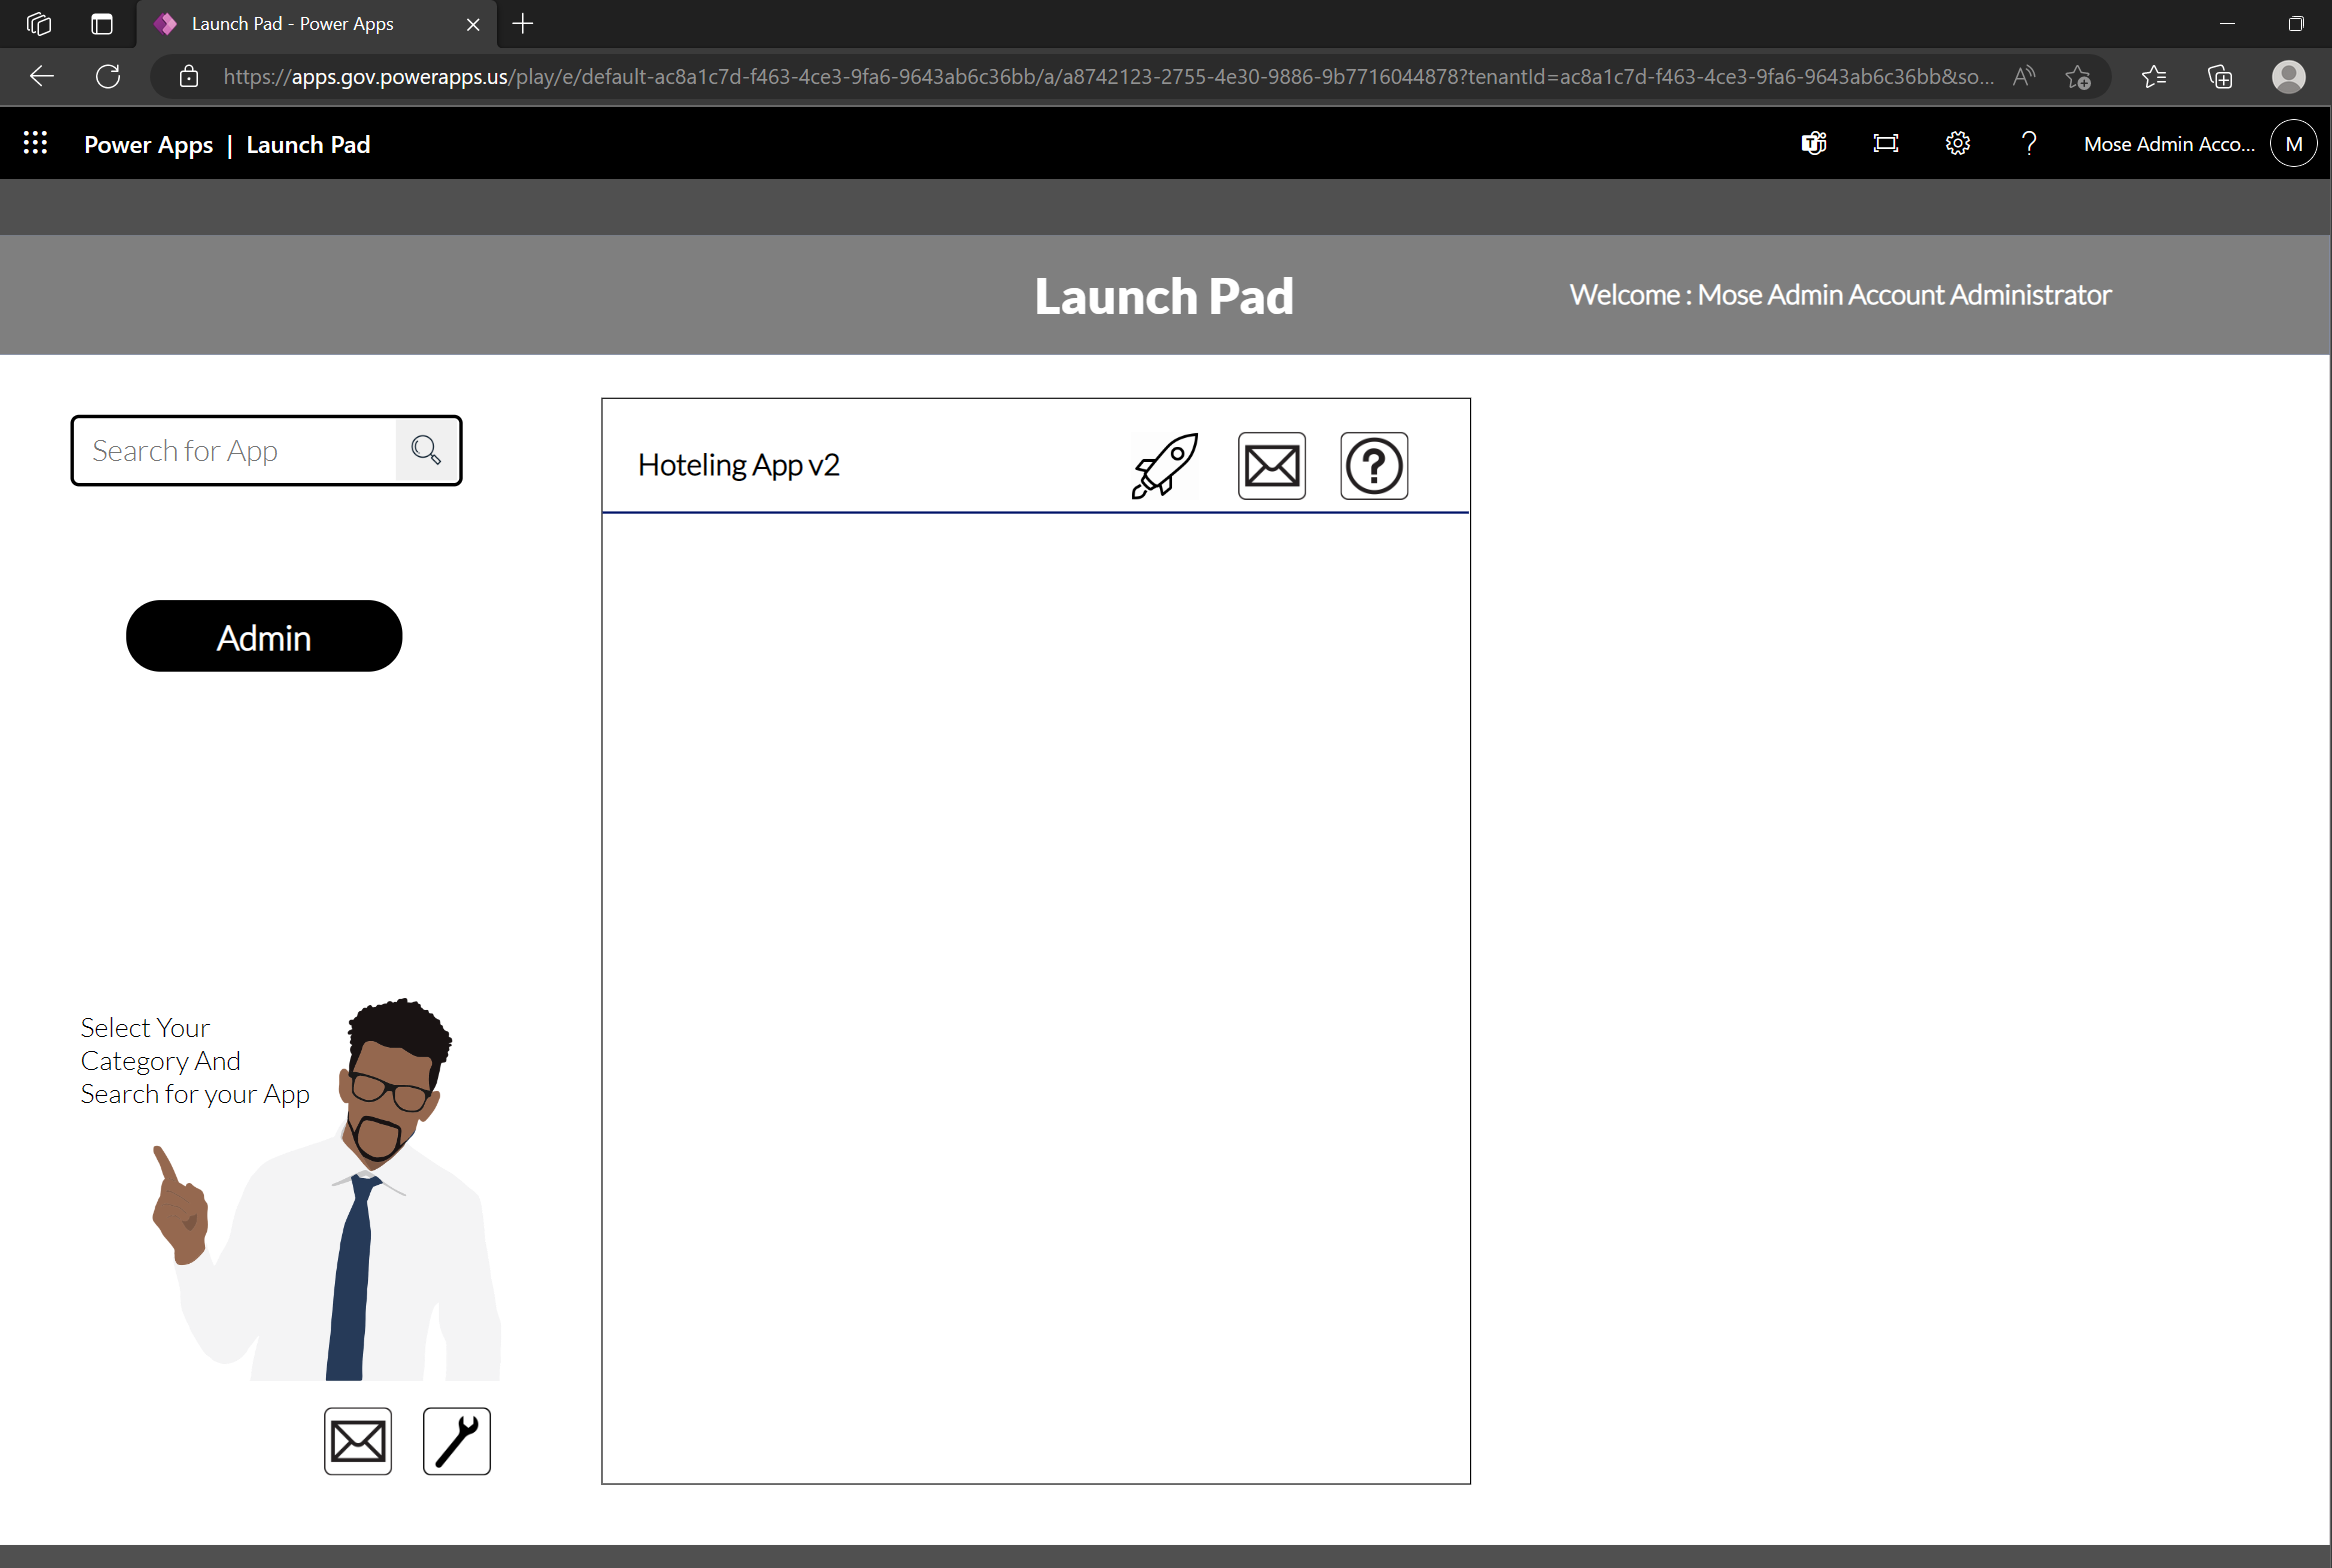 Launch Pad - Power Apps
https://apps.gov.powerapps.us/play/e/default-ac8a1c7d-f463-4ce3-9fa6-9643ab6c36bb/a/a8742123-2755-4e30-9886-9b7716044878?tenantId=ac8a1c7d-f463-4ce3-9fa6-9643ab6c36bb&so...
Power Apps | Launch Pad
Mose Admin Acco...
M
Launch Pad
Welcome : Mose Admin Account Administrator
Search for App
Hoteling App v2
Admin
Select Your
Category And
Search for your App